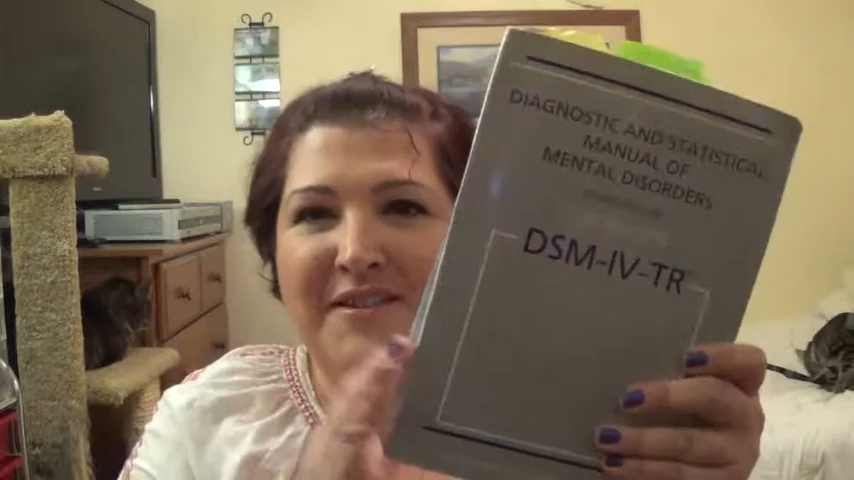 DIAGNOSTIC AND STATISTICAL
MANUAL OF
MENTAL DISORDERS
DSM-IV-TR